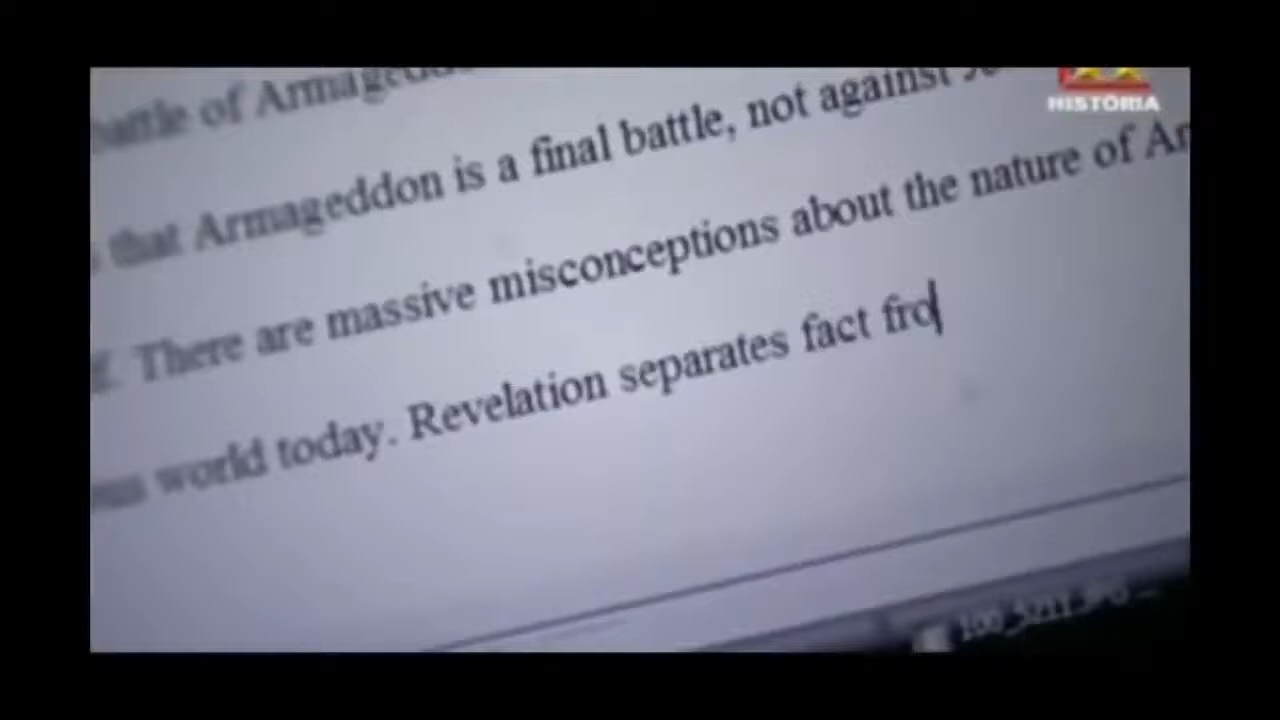 battle of Armageddon
HISTORIA
that Armageddon is a final battle, not against
There are massive misconceptions about the nature of Ar
world today. Revelation separates fact fro